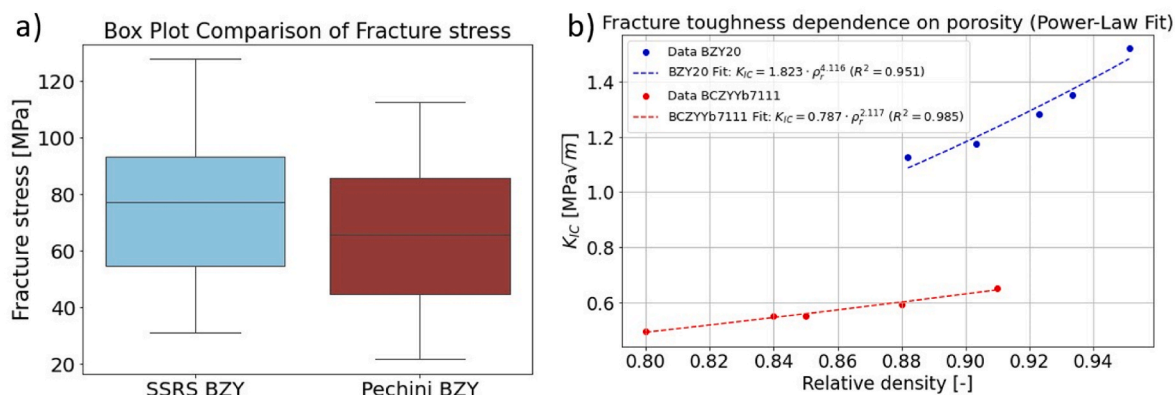 a)
Box Plot Comparison of Fracture stress
Fracture stress [MPa]
120
100
80
60
40
20
SSRS BZY
Pechini BZY
b)
Fracture toughness dependence on porosity (Power-Law Fit)
Data BZY20
BZY20 Fit: K_IC = 1.823 · ρ_r^4.116 (R² = 0.951)
Data BCZYYb7111
BCZYYb7111 Fit: K_IC = 0.787 · ρ_r^2.117 (R² = 0.985)
K_IC [MPa√m]
1.4
1.2
1.0
0.8
0.6
0.80 0.82 0.84 0.86 0.88 0.90 0.92 0.94
Relative density [-]